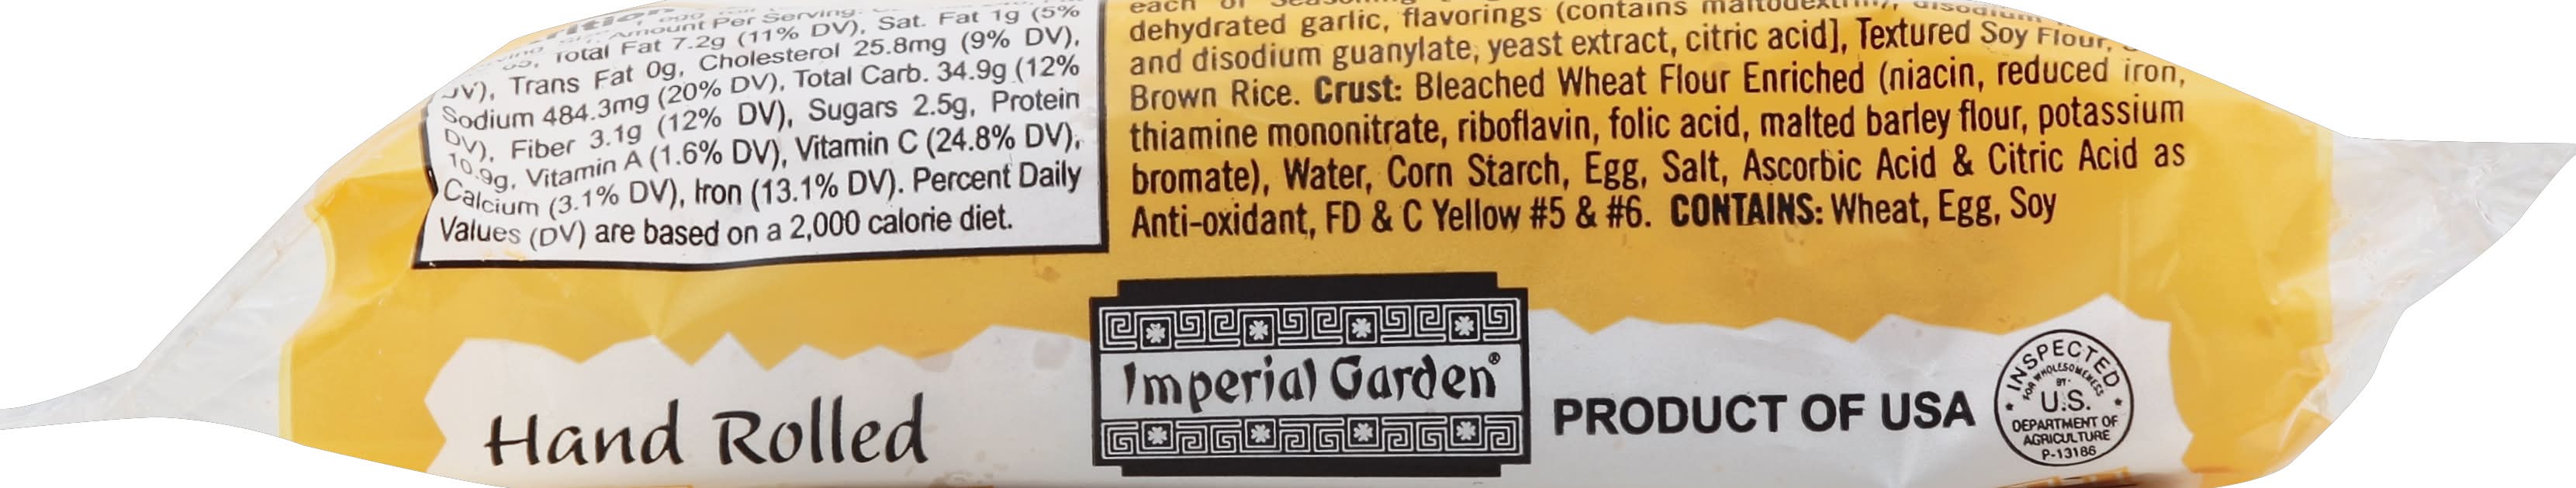 Amount Per Serving:
Total Fat 7.2g (11% DV), Sat. Fat 1g (5%
DV), Trans Fat 0g, Cholesterol 25.8mg (9% DV),
Sodium 484.3mg (20% DV), Total Carb. 34.9g (12%
DV), Fiber 3.1g (12% DV), Sugars 2.5g, Protein
10.9g, Vitamin A (1.6% DV), Vitamin C (24.8% DV),
Calcium (3.1% DV), Iron (13.1% DV). Percent Daily
Values (DV) are based on a 2,000 calorie diet.
each of
dehydrated garlic, flavorings (contains
and disodium guanylate, yeast extract, citric acid], Textured Soy Flour,
Brown Rice. Crust: Bleached Wheat Flour Enriched (niacin, reduced iron,
thiamine mononitrate, riboflavin, folic acid, malted barley flour, potassium
bromate), Water, Corn Starch, Egg, Salt, Ascorbic Acid & Citric Acid as
Anti-oxidant, FD & C Yellow #5 & #6. CONTAINS: Wheat, Egg, Soy
Hand Rolled
Imperial Garden®
PRODUCT OF USA
INSPECTED
FOR WHOLESOMENESS
BY
U.S.
DEPARTMENT OF
AGRICULTURE
P-13186